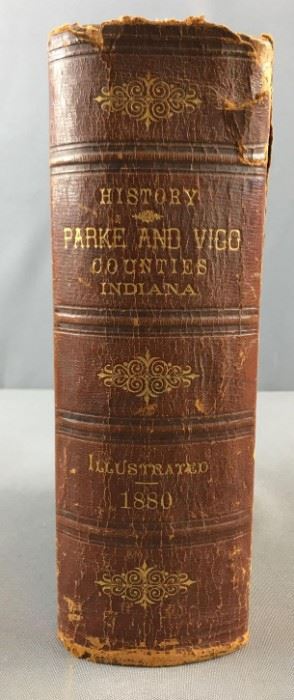 HISTORY
PARKE AND VIGO
COUNTIES
INDIANA
ILLUSTRATED
1880